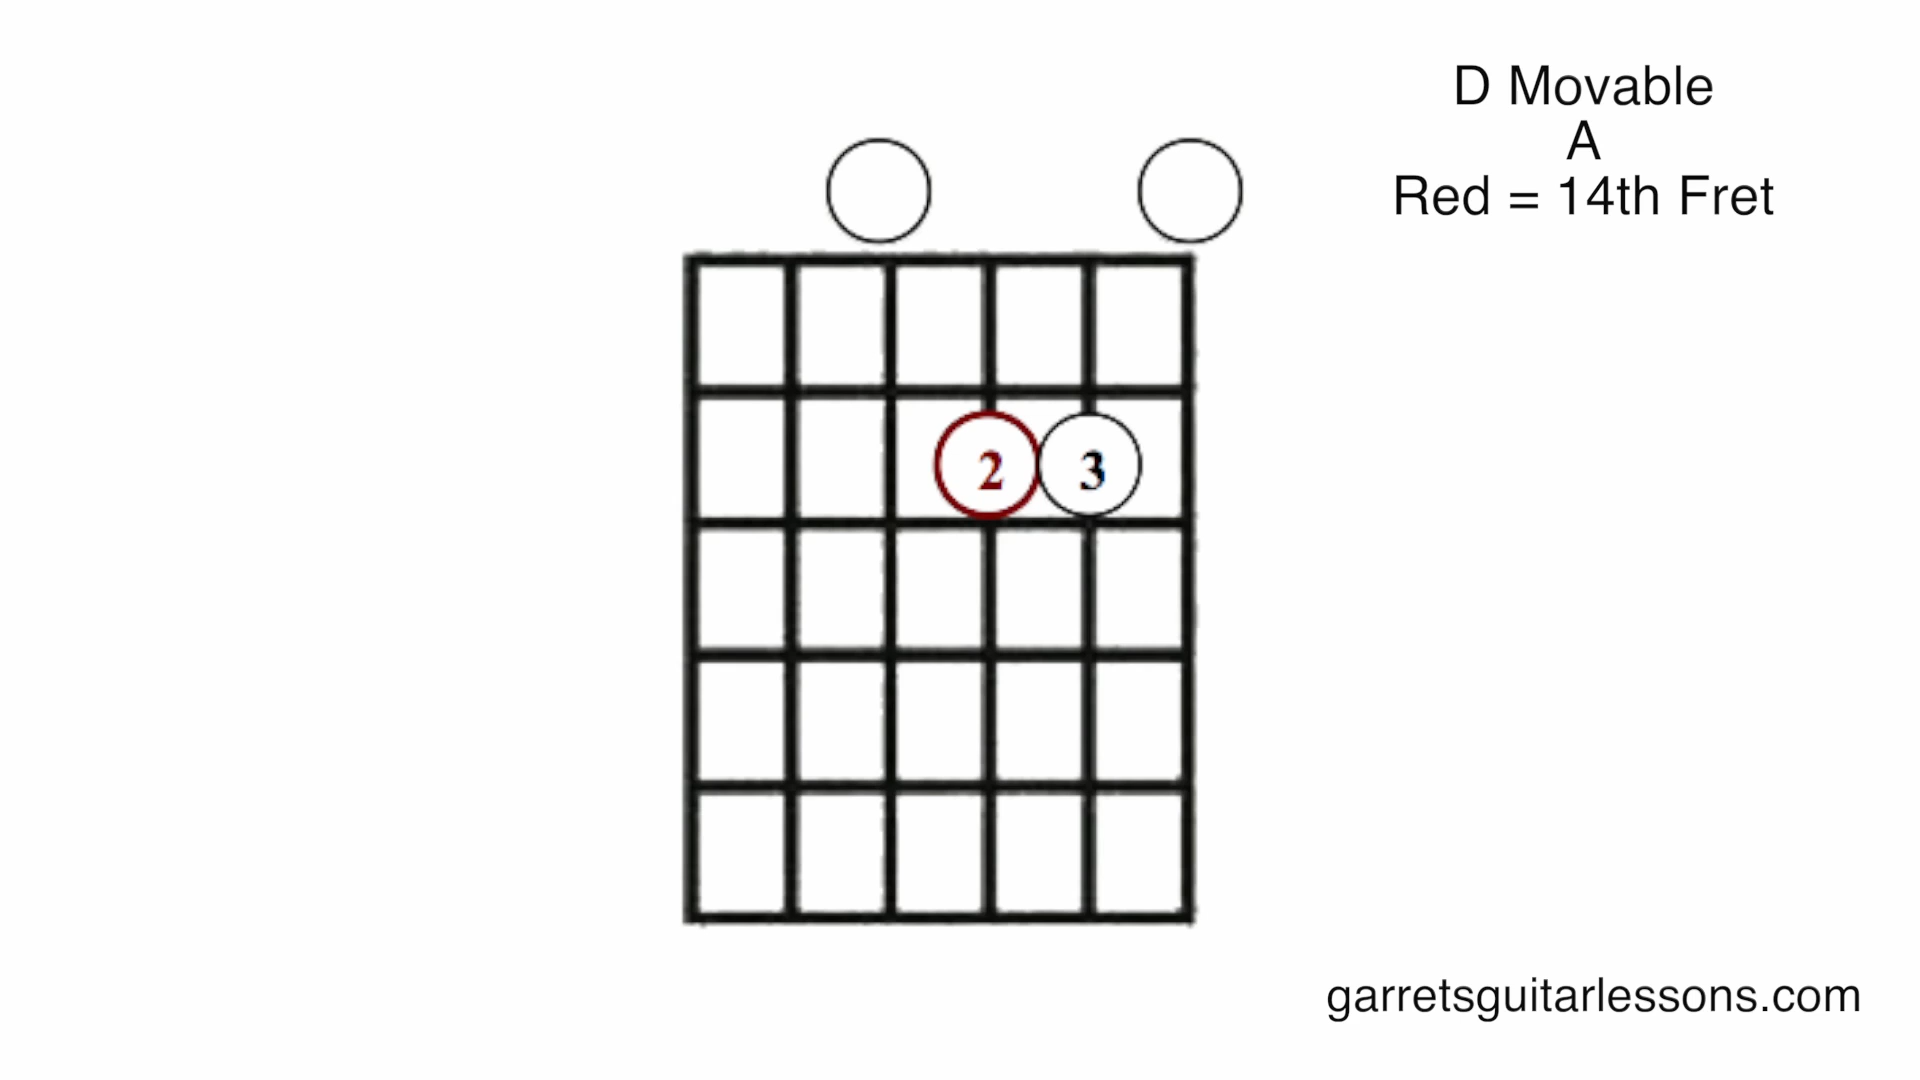 D Movable
A
Red = 14th Fret
2 3
garretsguitarlessons.com